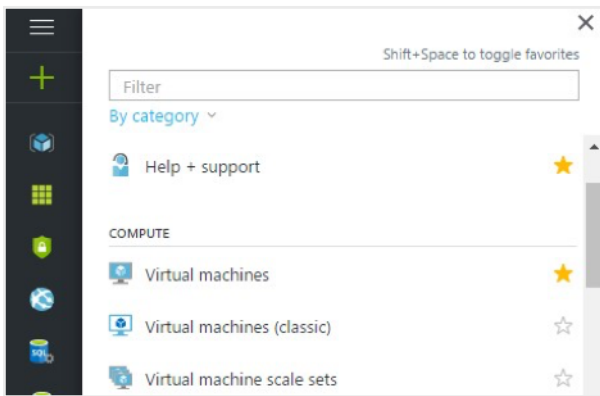 Shift+Space to toggle favorites
Filter
By category
Help + support
COMPUTE
Virtual machines
Virtual machines (classic)
Virtual machine scale sets
SQL